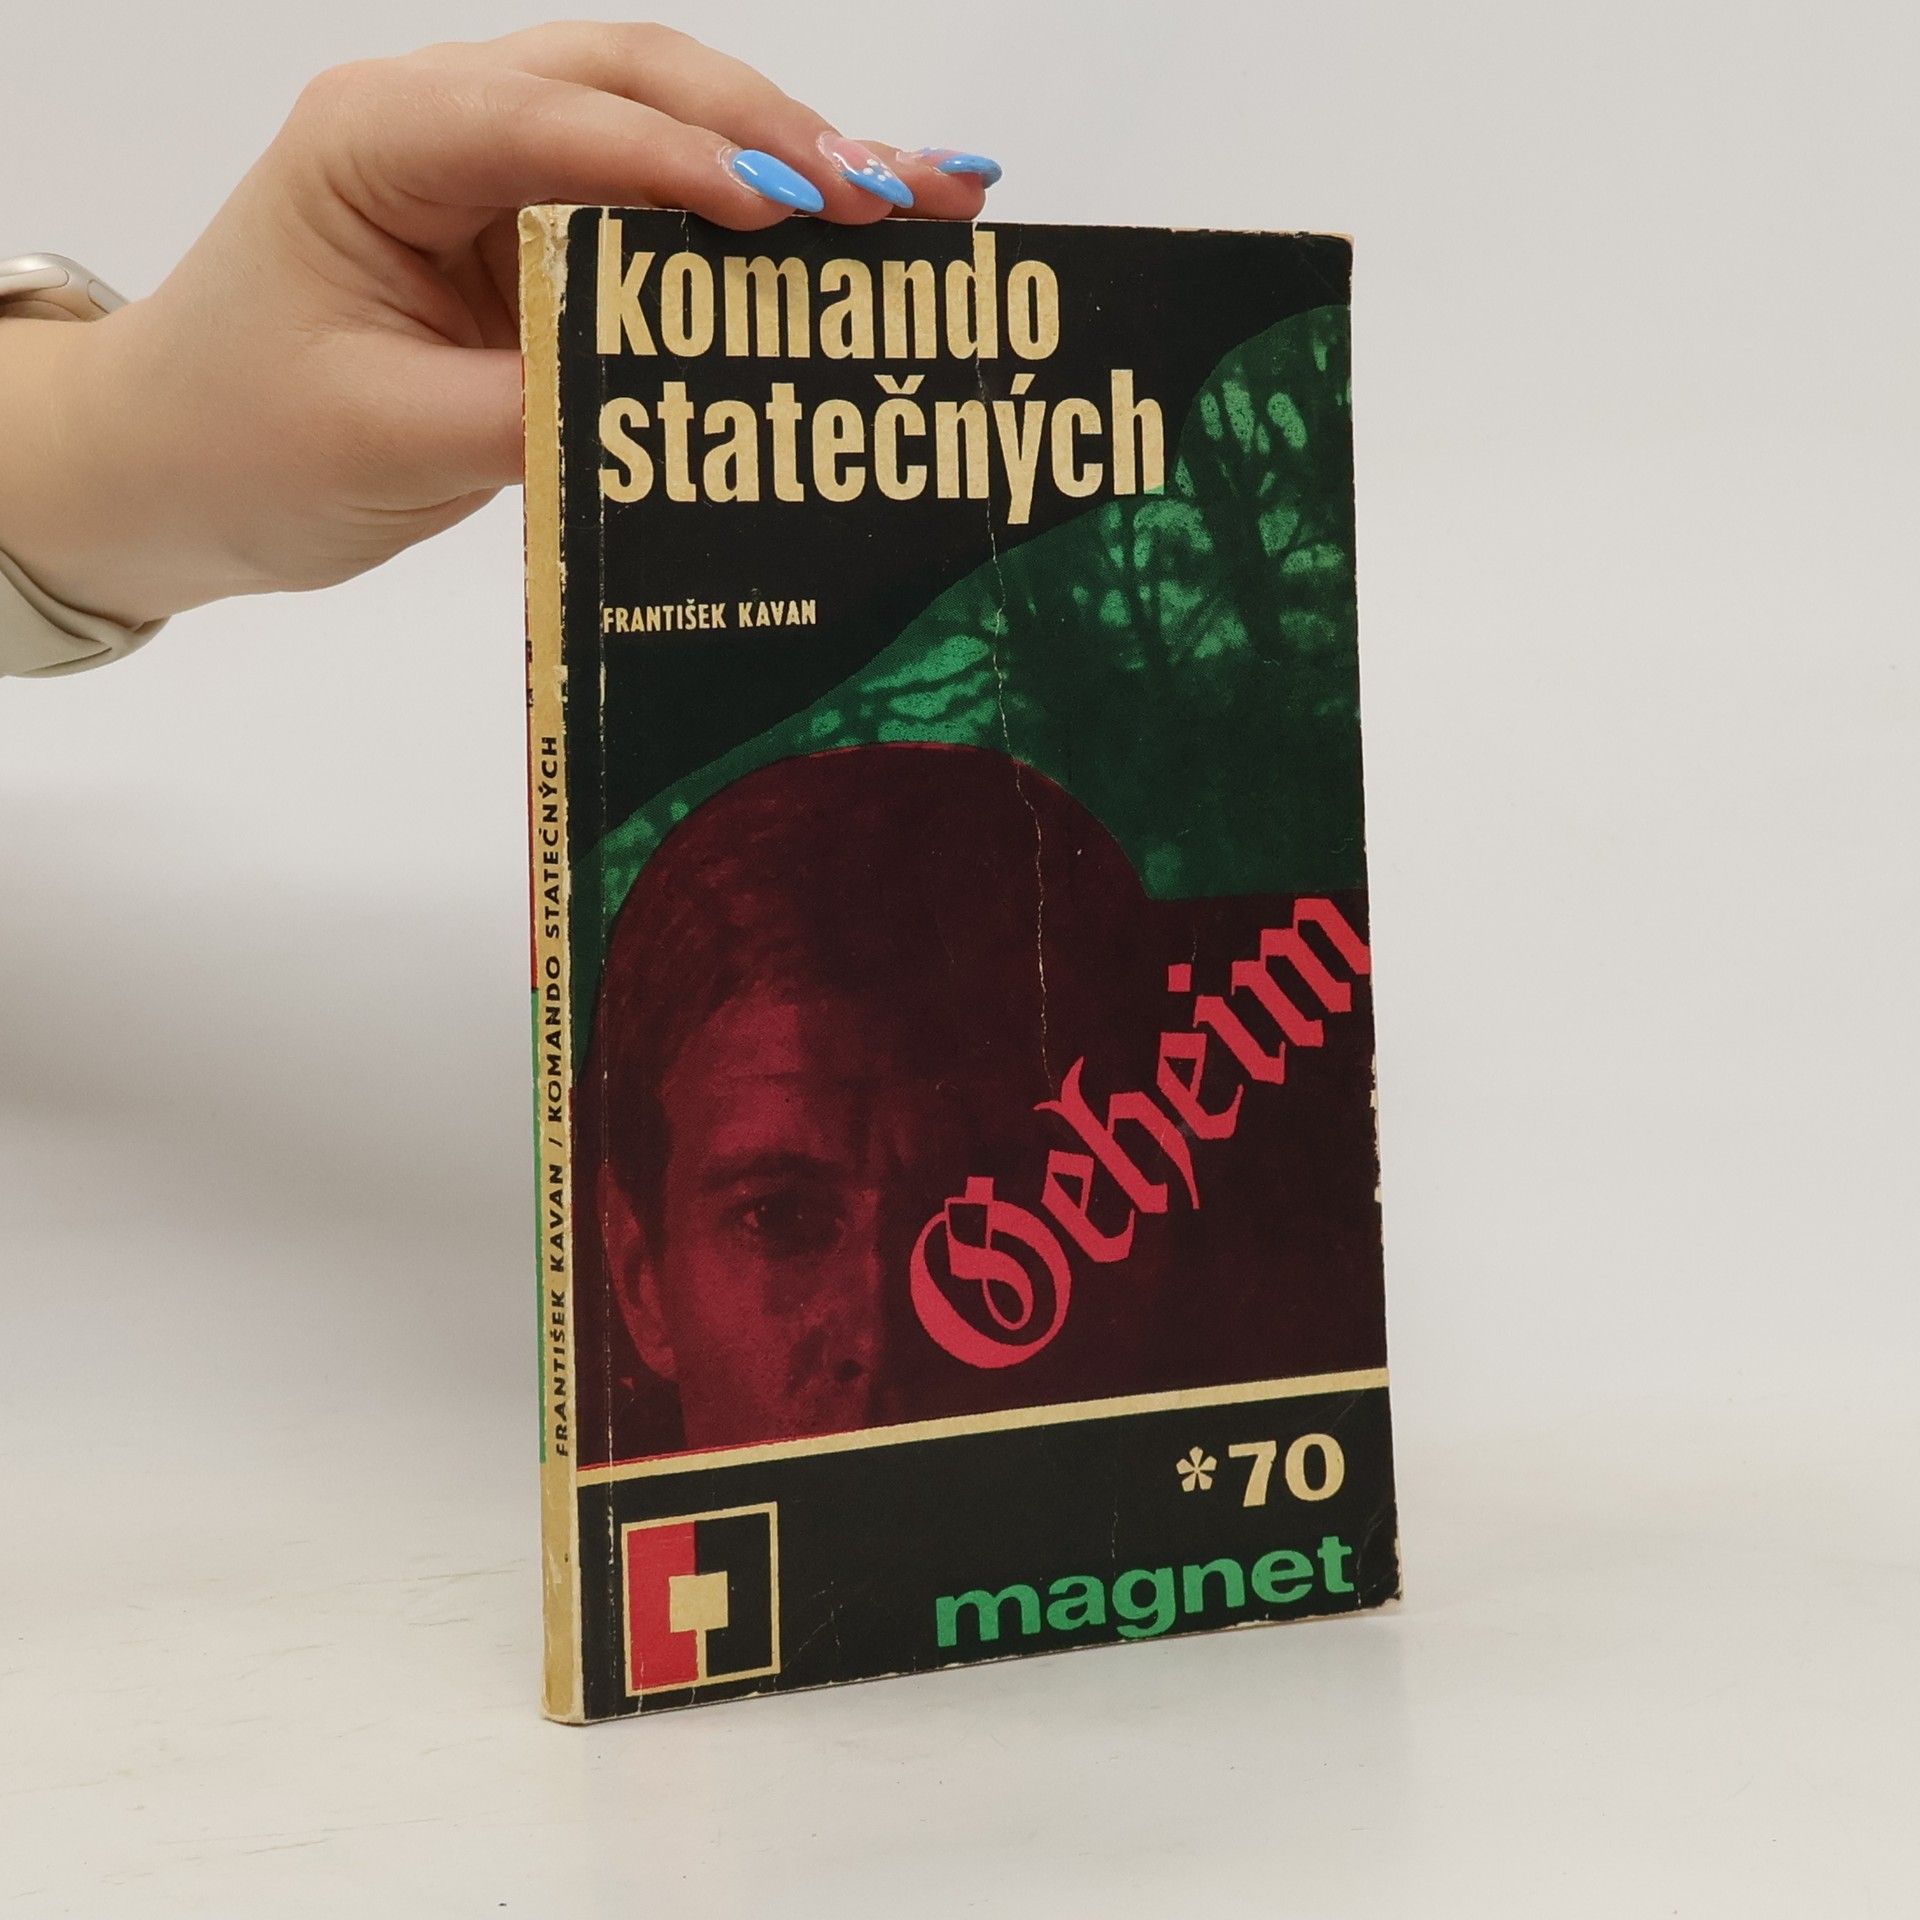 komando
statečných
FRANTIŠEK KAVAN
Geheim
*70
magnet
FRANTIŠEK KAVAN / KOMANDO STATEČNÝCH